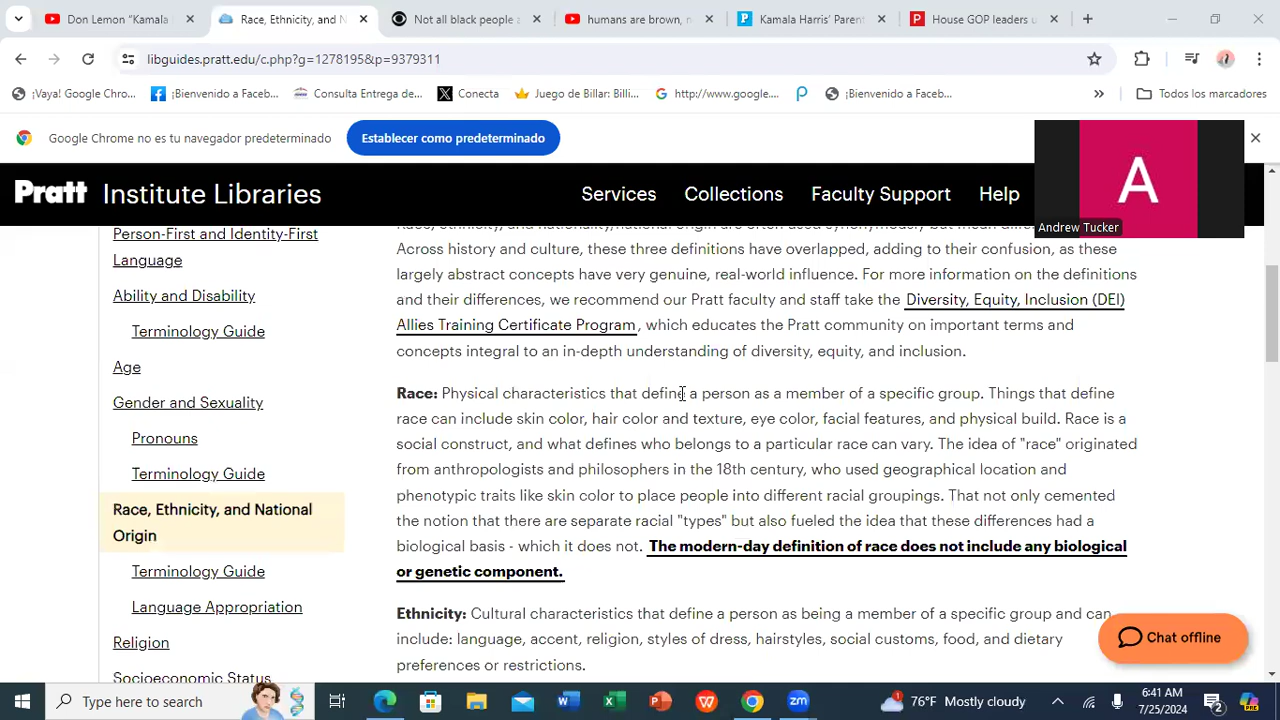 Don Lemon "Kamala
Race, Ethnicity, and N
Not all black people a
humans are brown, n
Kamala Harris' Parent
House GOP leaders u
libguides.pratt.edu/c.php?g=1278195&p=9379311
¡Vaya! Google Chro...
¡Bienvenido a Faceb...
Consulta Entrega de...
Conecta
Juego de Billar: Billi...
http://www.google....
¡Bienvenido a Faceb...
Todos los marcadores
Google Chrome no es tu navegador predeterminado
Establecer como predeterminado
A
Andrew Tucker
Pratt Institute Libraries
Services
Collections
Faculty Support
Help
Person-First and Identity-First
Language
Ability and Disability
Terminology Guide
Age
Gender and Sexuality
Pronouns
Terminology Guide
Race, Ethnicity, and National
Origin
Terminology Guide
Language Appropriation
Religion
Socioeconomic Status
Race, ethnicity, and nationality/national origin are often used synonymously but mean
Across history and culture, these three definitions have overlapped, adding to their confusion, as these
largely abstract concepts have very genuine, real-world influence. For more information on the definitions
and their differences, we recommend our Pratt faculty and staff take the Diversity, Equity, Inclusion (DEI)
Allies Training Certificate Program, which educates the Pratt community on important terms and
concepts integral to an in-depth understanding of diversity, equity, and inclusion.
Race: Physical characteristics that define a person as a member of a specific group. Things that define
race can include skin color, hair color and texture, eye color, facial features, and physical build. Race is a
social construct, and what defines who belongs to a particular race can vary. The idea of "race" originated
from anthropologists and philosophers in the 18th century, who used geographical location and
phenotypic traits like skin color to place people into different racial groupings. That not only cemented
the notion that there are separate racial "types" but also fueled the idea that these differences had a
biological basis - which it does not. The modern-day definition of race does not include any biological
or genetic component.
Ethnicity: Cultural characteristics that define a person as being a member of a specific group and can
include: language, accent, religion, styles of dress, hairstyles, social customs, food, and dietary
preferences or restrictions.
Chat offline
Type here to search
76°F Mostly cloudy
6:41 AM
7/25/2024